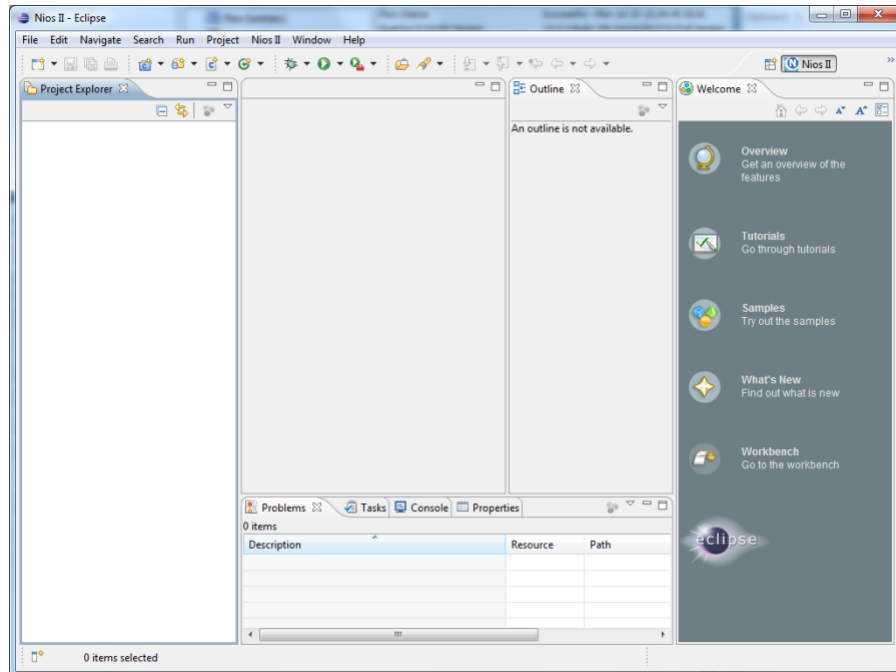 Nios II - Eclipse
File Edit Navigate Search Run Project Nios II Window Help
Nios II
Project Explorer
Outline
Welcome
An outline is not available.
Overview
Get an overview of the
features
Tutorials
Go through tutorials
Samples
Try out the samples
What's New
Find out what is new
Workbench
Go to the workbench
eclipse
Problems Tasks Console Properties
0 items
Description Resource Path
0 items selected